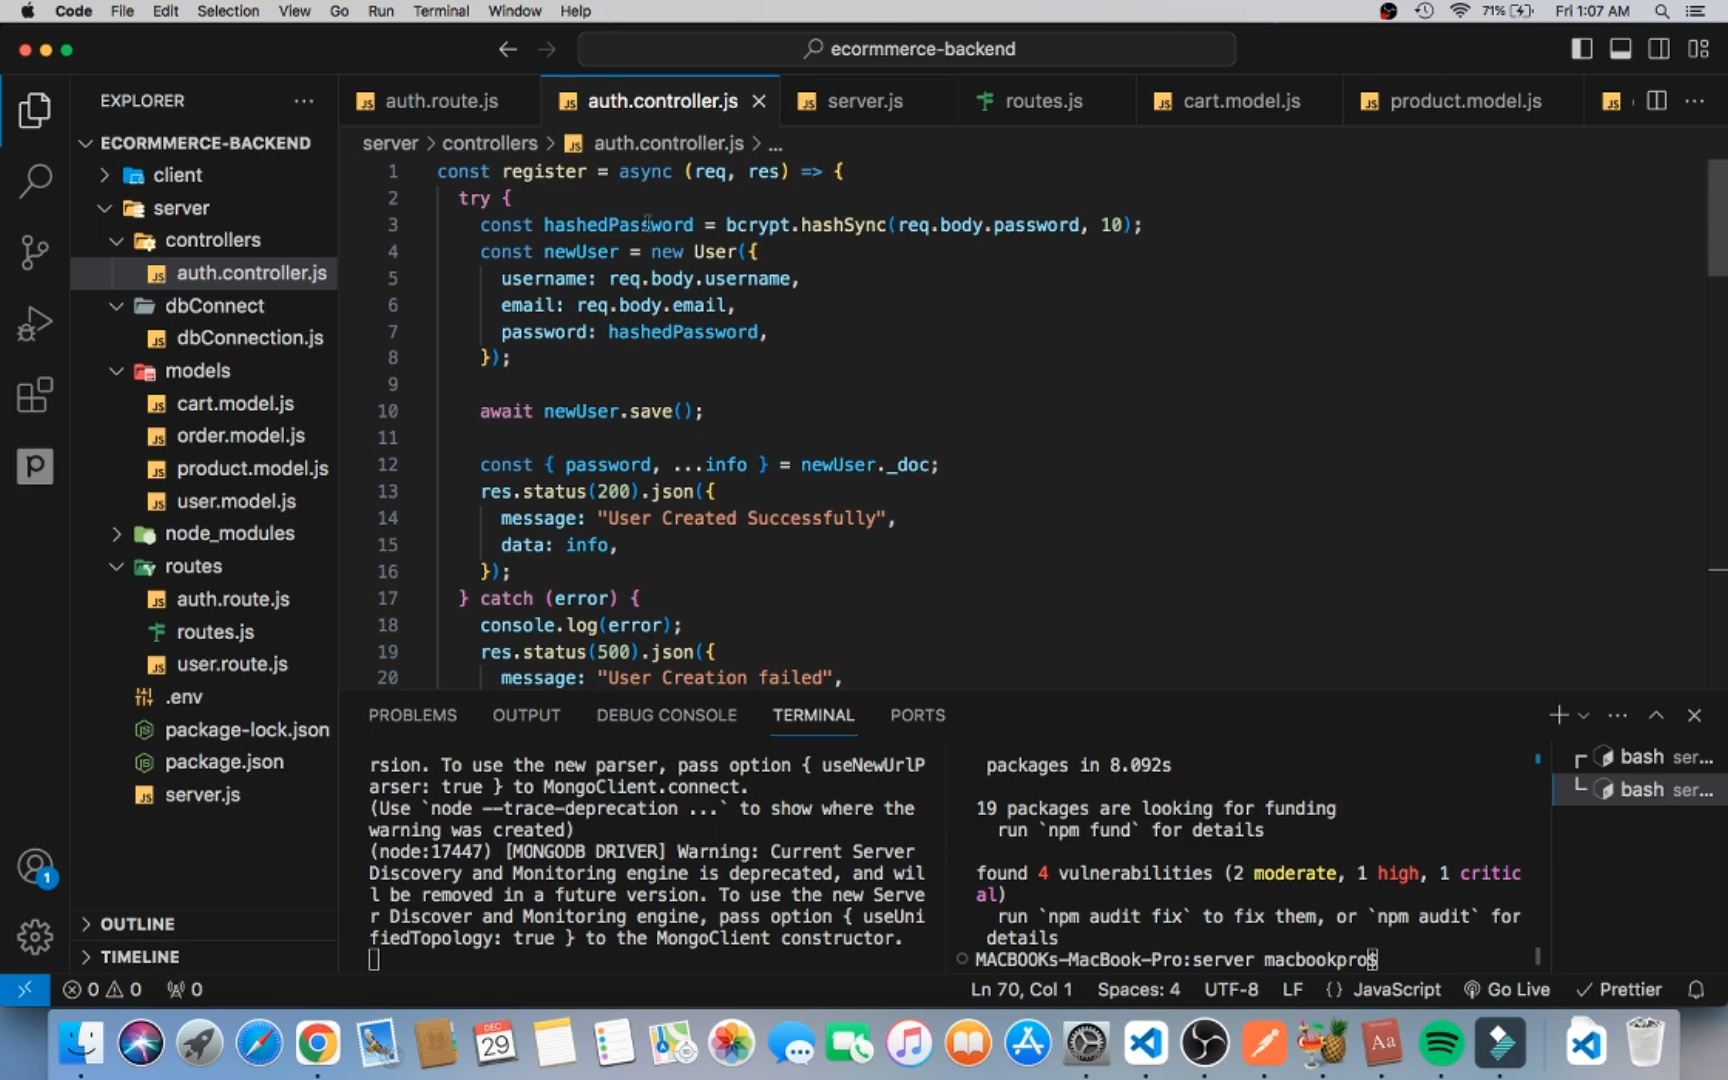 Code File Edit Selection View Go Run Terminal Window Help 71% Fri 1:07 AM
ecormmerce-backend
EXPLORER
ECORMMERCE-BACKEND
client
server
controllers
auth.controller.js
dbConnect
dbConnection.js
models
cart.model.js
order.model.js
product.model.js
user.model.js
node_modules
routes
auth.route.js
routes.js
user.route.js
.env
package-lock.json
package.json
server.js
OUTLINE
TIMELINE
1
auth.route.js auth.controller.js server.js routes.js cart.model.js product.model.js
server > controllers > auth.controller.js > ...
1 const register = async (req, res) => {
2 try {
3 const hashedPassword = bcrypt.hashSync(req.body.password, 10);
4 const newUser = new User({
5 username: req.body.username,
6 email: req.body.email,
7 password: hashedPassword,
8 });
9
10 await newUser.save();
11
12 const { password, ...info } = newUser._doc;
13 res.status(200).json({
14 message: "User Created Successfully",
15 data: info,
16 });
17 } catch (error) {
18 console.log(error);
19 res.status(500).json({
20 message: "User Creation failed",
PROBLEMS OUTPUT DEBUG CONSOLE TERMINAL PORTS
rsion. To use the new parser, pass option { useNewUrlP
arser: true } to MongoClient.connect.
(Use `node --trace-deprecation ...` to show where the
warning was created)
(node:17447) [MONGODB DRIVER] Warning: Current Server
Discovery and Monitoring engine is deprecated, and wil
l be removed in a future version. To use the new Serve
r Discover and Monitoring engine, pass option { useUni
fiedTopology: true } to the MongoClient constructor.
packages in 8.092s
19 packages are looking for funding
run `npm fund` for details
found 4 vulnerabilities (2 moderate, 1 high, 1 critic
al)
run `npm audit fix` to fix them, or `npm audit` for
details
MACBOOKs-MacBook-Pro:server macbookpro$
bash ser...
bash ser...
0 0 0 Ln 70, Col 1 Spaces: 4 UTF-8 LF {} JavaScript Go Live Prettier
DEC
29
Aa